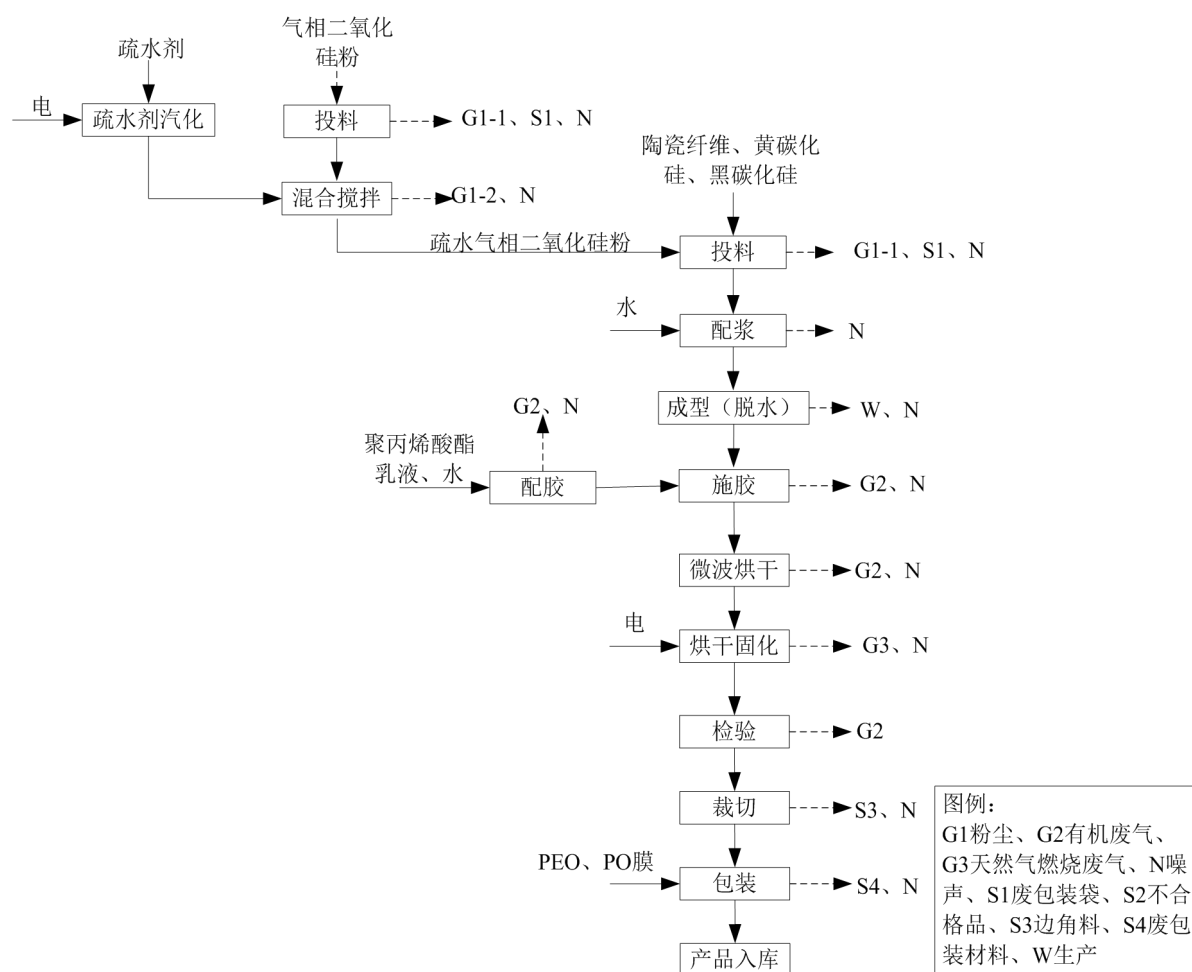 气相二氧化
硅粉
疏水剂
电
疏水剂汽化
投料
G1-1、S1、N
混合搅拌
G1-2、N
陶瓷纤维、黄碳化
硅、黑碳化硅
疏水气相二氧化硅粉
投料
G1-1、S1、N
水
配浆
N
成型（脱水）
W、N
G2、N
聚丙烯酸酯
乳液、水
配胶
施胶
G2、N
微波烘干
G2、N
电
烘干固化
G3、N
检验
G2
裁切
S3、N
PEO、PO膜
包装
S4、N
产品入库
图例：
G1粉尘、G2有机废气、
G3天然气燃烧废气、N噪
声、S1废包装袋、S2不合
格品、S3边角料、S4废包
装材料、W生产